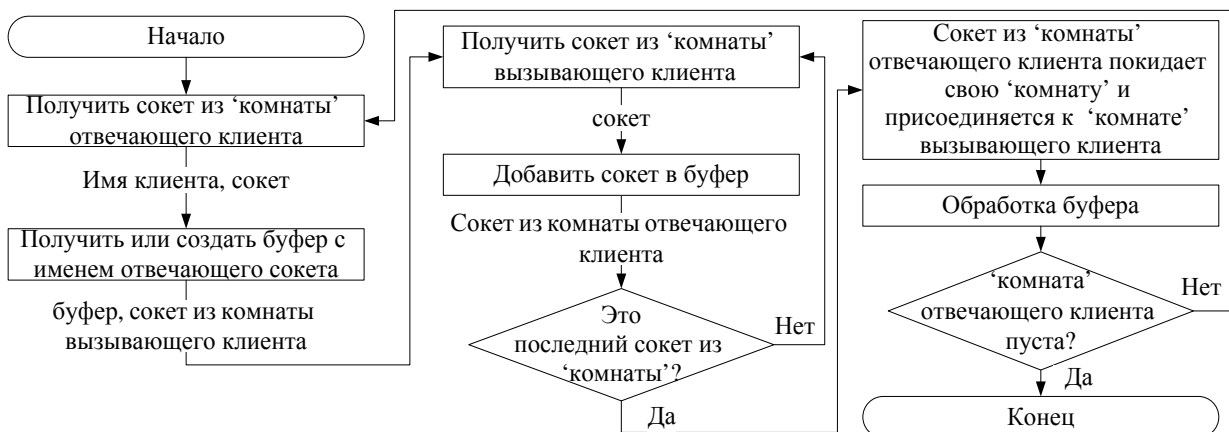 Начало
Получить сокет из ‘комнаты’
отвечающего клиента
Имя клиента, сокет
Получить или создать буфер с
именем отвечающего сокета
буфер, сокет из комнаты
вызывающего клиента
Получить сокет из ‘комнаты’
вызывающего клиента
сокет
Добавить сокет в буфер
Сокет из комнаты отвечающего
клиента
Это
последний сокет из
‘комнаты’?
Нет
Да
Сокет из ‘комнаты’
отвечающего клиента покидает
свою ‘комнату’ и
присоединяется к ‘комнате’
вызывающего клиента
Обработка буфера
‘комната’
отвечающего клиента
пуста?
Нет
Да
Конец